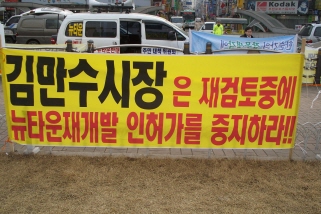 Kodak
김만수시장은 재검토중에
뉴타운재개발 인허가를 중지하라!!